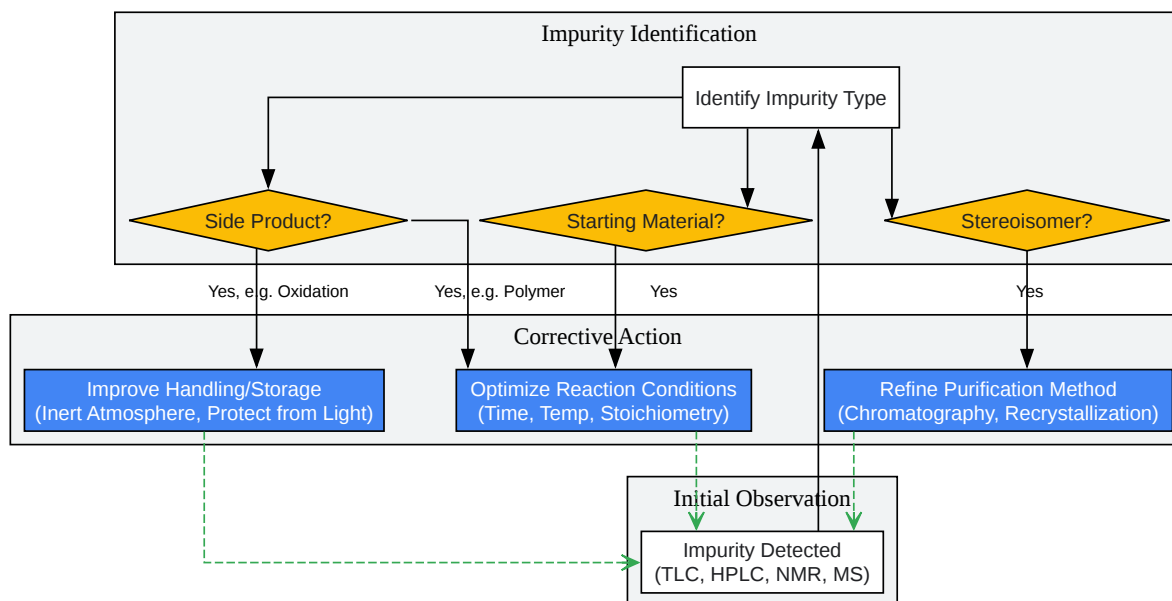 Impurity Identification
Identify Impurity Type
Side Product?
Starting Material?
Stereoisomer?
Yes, e.g. Oxidation
Yes, e.g. Polymer
Yes
Yes
Corrective Action
Improve Handling/Storage
(Inert Atmosphere, Protect from Light)
Optimize Reaction Conditions
(Time, Temp, Stoichiometry)
Refine Purification Method
(Chromatography, Recrystallization)
Initial Observation
Impurity Detected
(TLC, HPLC, NMR, MS)